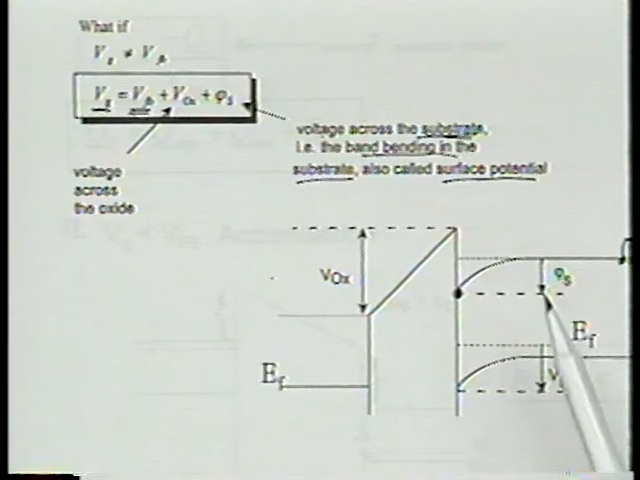 What if
V_g ≠ V_fb
V_g = V_fb + V_Ox + φ_S
voltage across the substrate,
i.e. the band bending in the
substrate, also called surface potential
voltage
across
the oxide
V_Ox
φ_S
E_f
E_f
V